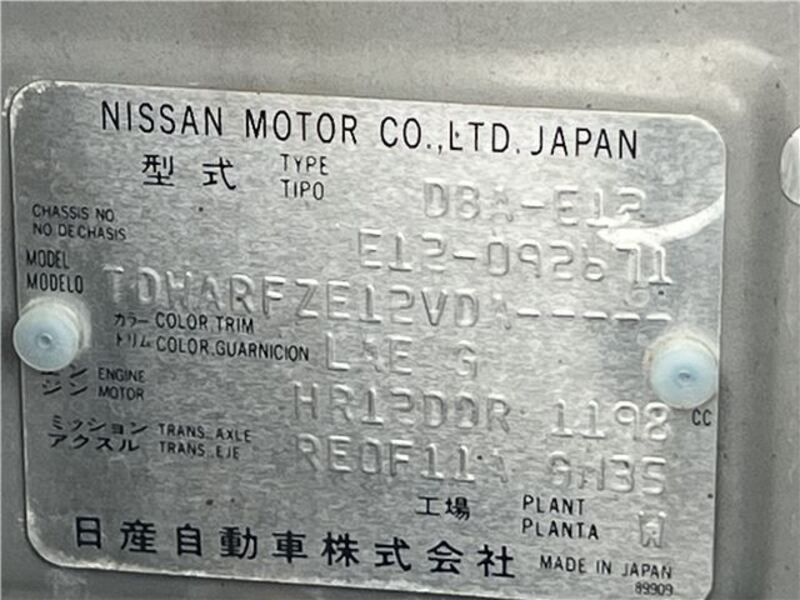 NISSAN MOTOR CO.,LTD. JAPAN
型式 TYPE TIPO DBA-E12
CHASSIS NO. NO DE CHASIS E12-092671
MODEL MODELO TDWARFZE12VDA-----
カラー COLOR,TRIM
トリム COLOR,GUARNICION LAE G
エンジン ENGINE MOTOR HR12DDR 1198 CC
ミッション TRANS. AXLE
アクスル TRANS. EJE RE0F11A GH35
工場 PLANT PLANTA W
日産自動車株式会社 MADE IN JAPAN
89909